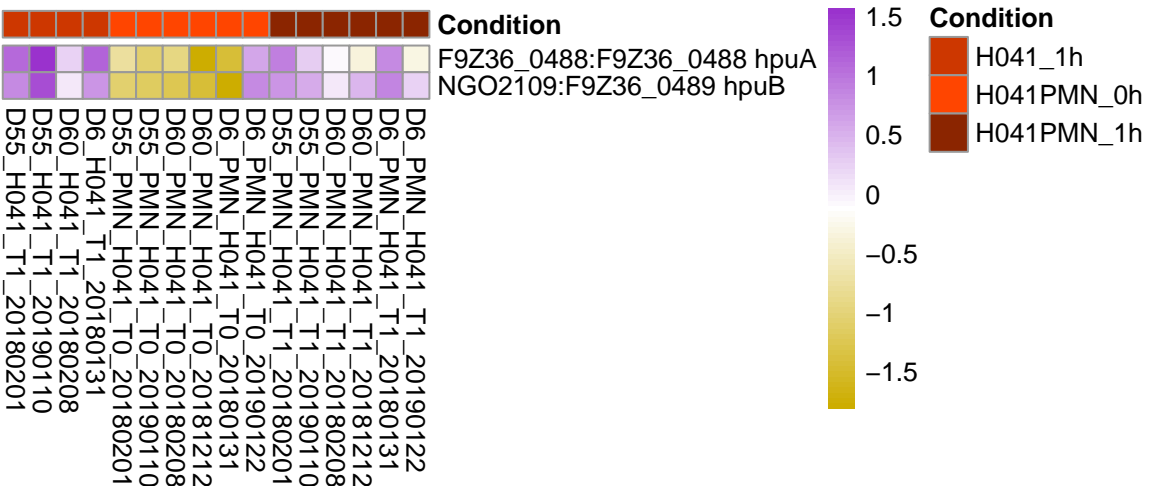 Condition
F9Z36_0488:F9Z36_0488 hpuA
NGO2109:F9Z36_0489 hpuB
D55_H041_T1_20180201
D55_H041_T1_20190110
D60_H041_T1_20180208
D6_H041_T1_20180131
D55_PMN_H041_T0_20180201
D55_PMN_H041_T0_20190110
D60_PMN_H041_T0_20180208
D60_PMN_H041_T0_20181212
D6_PMN_H041_T0_20180131
D6_PMN_H041_T0_20190122
D55_PMN_H041_T1_20180201
D55_PMN_H041_T1_20190110
D60_PMN_H041_T1_20180208
D60_PMN_H041_T1_20181212
D6_PMN_H041_T1_20180131
D6_PMN_H041_T1_20190122
1.5
1
0.5
0
−0.5
−1
−1.5
Condition
H041_1h
H041PMN_0h
H041PMN_1h